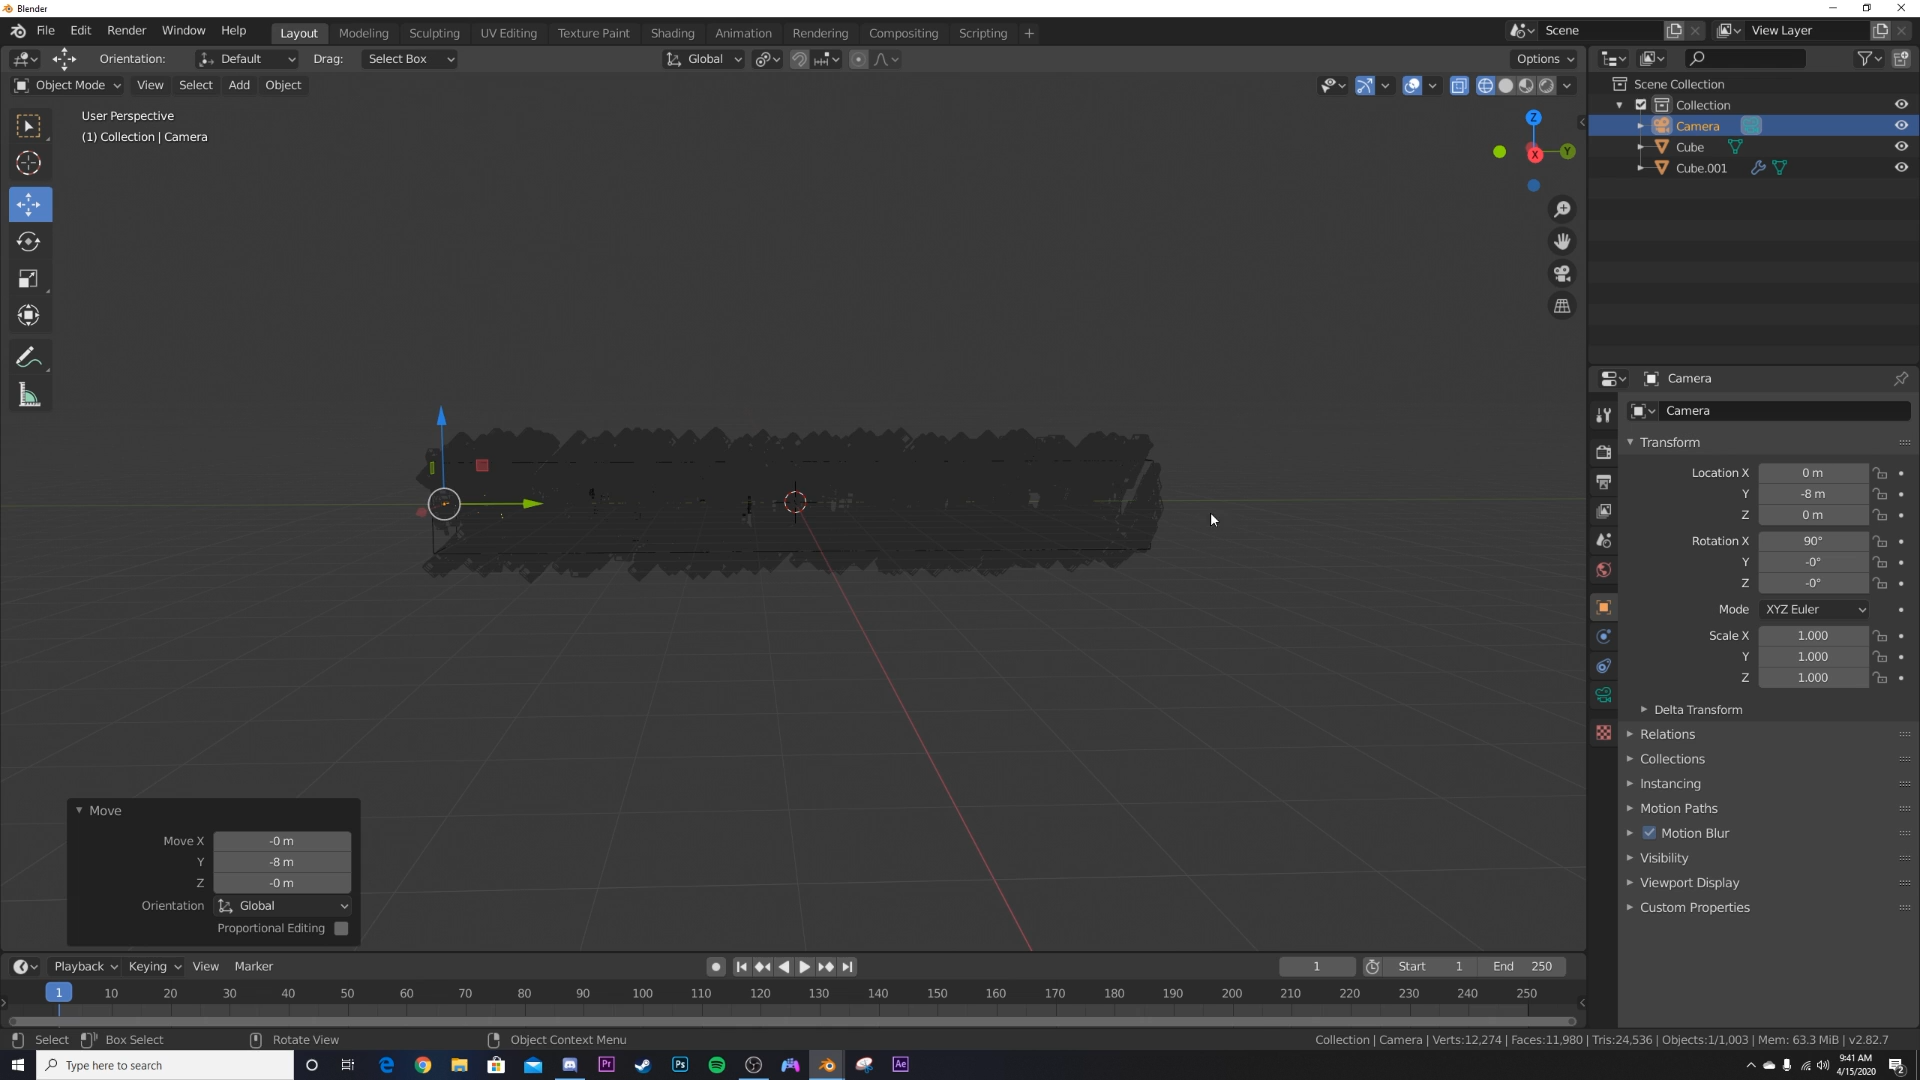 Blender
File Edit Render Window Help Layout Modeling Sculpting UV Editing Texture Paint Shading Animation Rendering Compositing Scripting + Scene View Layer
Orientation: Default Drag: Select Box Global Options
Object Mode View Select Add Object
User Perspective
(1) Collection | Camera
Z
Y
X
Scene Collection
Collection
Camera
Cube
Cube.001
Camera
Camera
Transform
Location X 0 m
Y -8 m
Z 0 m
Rotation X 90°
Y -0°
Z -0°
Mode XYZ Euler
Scale X 1.000
Y 1.000
Z 1.000
Delta Transform
Relations
Collections
Instancing
Motion Paths
Motion Blur
Visibility
Viewport Display
Custom Properties
Move
Move X -0 m
Y -8 m
Z -0 m
Orientation Global
Proportional Editing
Playback Keying View Marker 1 Start 1 End 250
1 10 20 30 40 50 60 70 80 90 100 110 120 130 140 150 160 170 180 190 200 210 220 230 240 250
Select Box Select Rotate View Object Context Menu Collection | Camera | Verts:12,274 | Faces:11,980 | Tris:24,536 | Objects:1/1,003 | Mem: 63.3 MiB | v2.82.7
Type here to search Pr Ps Ae 9:41 AM
4/15/2020 2